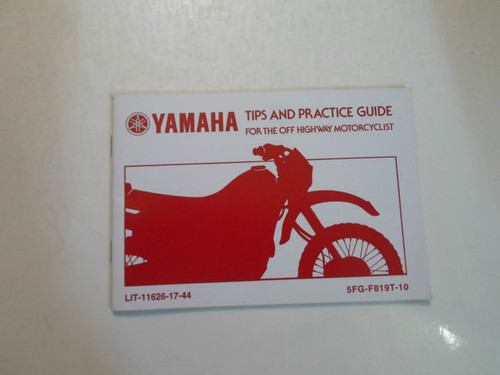 YAMAHA TIPS AND PRACTICE GUIDE
FOR THE OFF HIGHWAY MOTORCYCLIST
LIT-11626-17-44
5FG-F819T-10